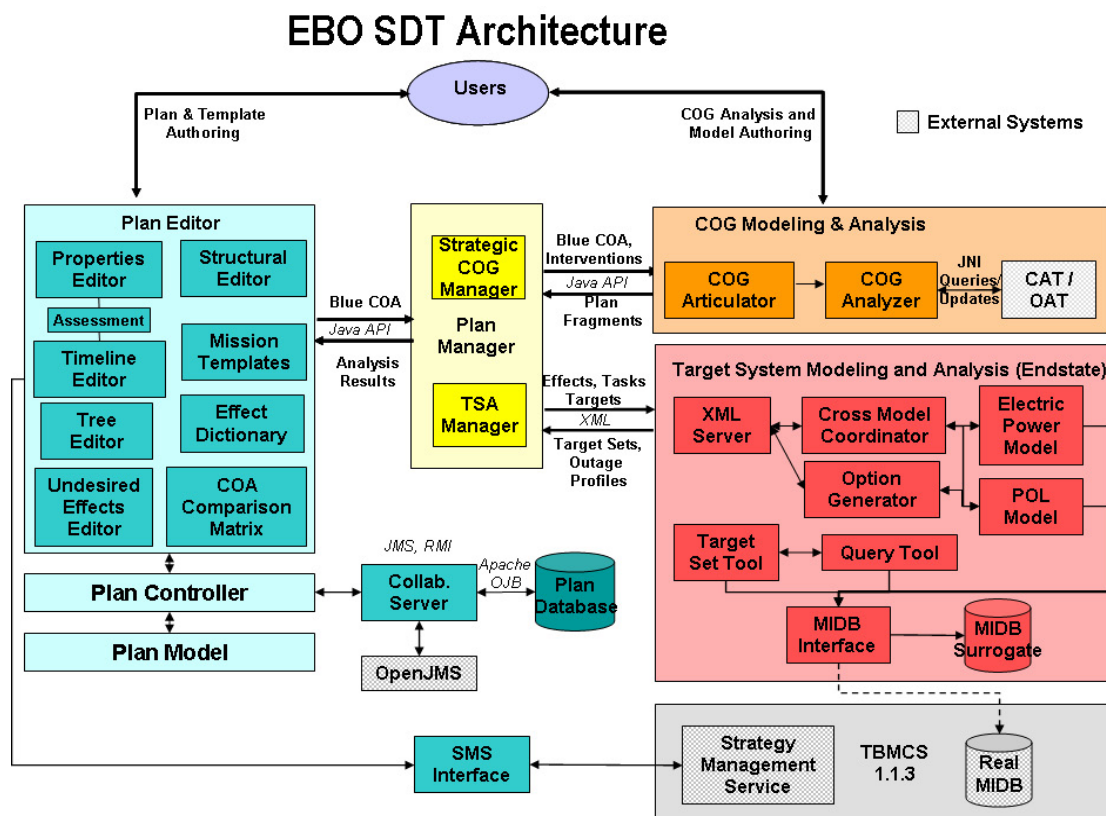 EBO SDT Architecture
Users
Plan & Template
Authoring
COG Analysis and
Model Authoring
External Systems
Plan Editor
Properties
Editor
Structural
Editor
Assessment
Timeline
Editor
Mission
Templates
Tree
Editor
Effect
Dictionary
Undesired
Effects
Editor
COA
Comparison
Matrix
Blue COA
Java API
Analysis
Results
Strategic
COG
Manager
Plan
Manager
TSA
Manager
Blue COA,
Interventions
Java API
Plan
Fragments
COG Modeling & Analysis
COG
Articulator
COG
Analyzer
JNI
Queries/
Updates
CAT /
OAT
Effects, Tasks
Targets
XML
Target Sets,
Outage
Profiles
Target System Modeling and Analysis (Endstate)
XML
Server
Cross Model
Coordinator
Electric
Power
Model
Option
Generator
POL
Model
Target
Set Tool
Query Tool
MIDB
Interface
MIDB
Surrogate
Plan Controller
Plan Model
JMS, RMI
Collab.
Server
Apache
OJB
Plan
Database
OpenJMS
SMS
Interface
Strategy
Management
Service
TBMCS
1.1.3
Real
MIDB